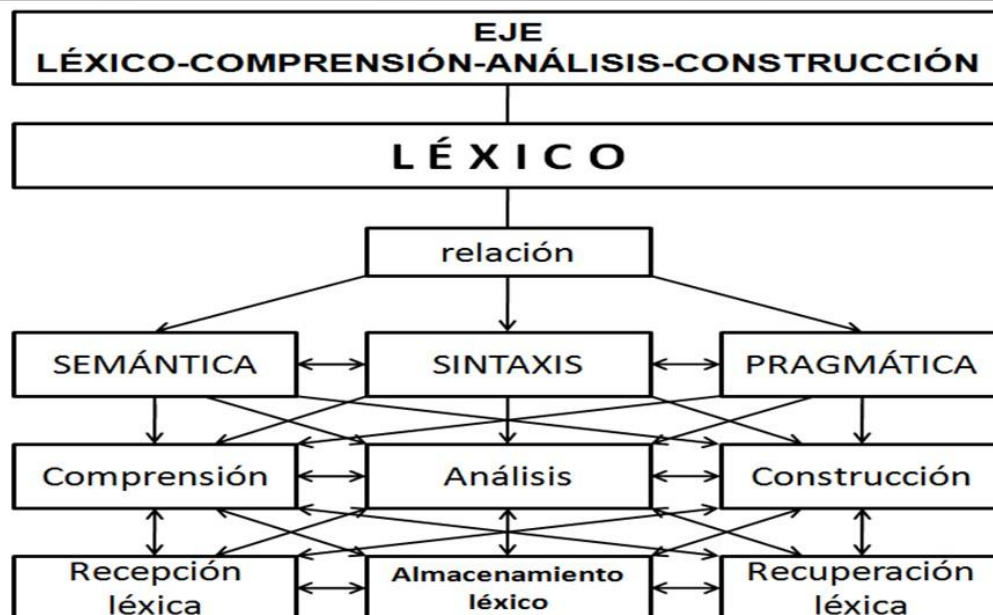 EJE
LÉXICO-COMPRENSIÓN-ANÁLISIS-CONSTRUCCIÓN
LÉXICO
relación
SEMÁNTICA
SINTAXIS
PRAGMÁTICA
Comprensión
Análisis
Construcción
Recepción
léxica
Almacenamiento
léxico
Recuperación
léxica